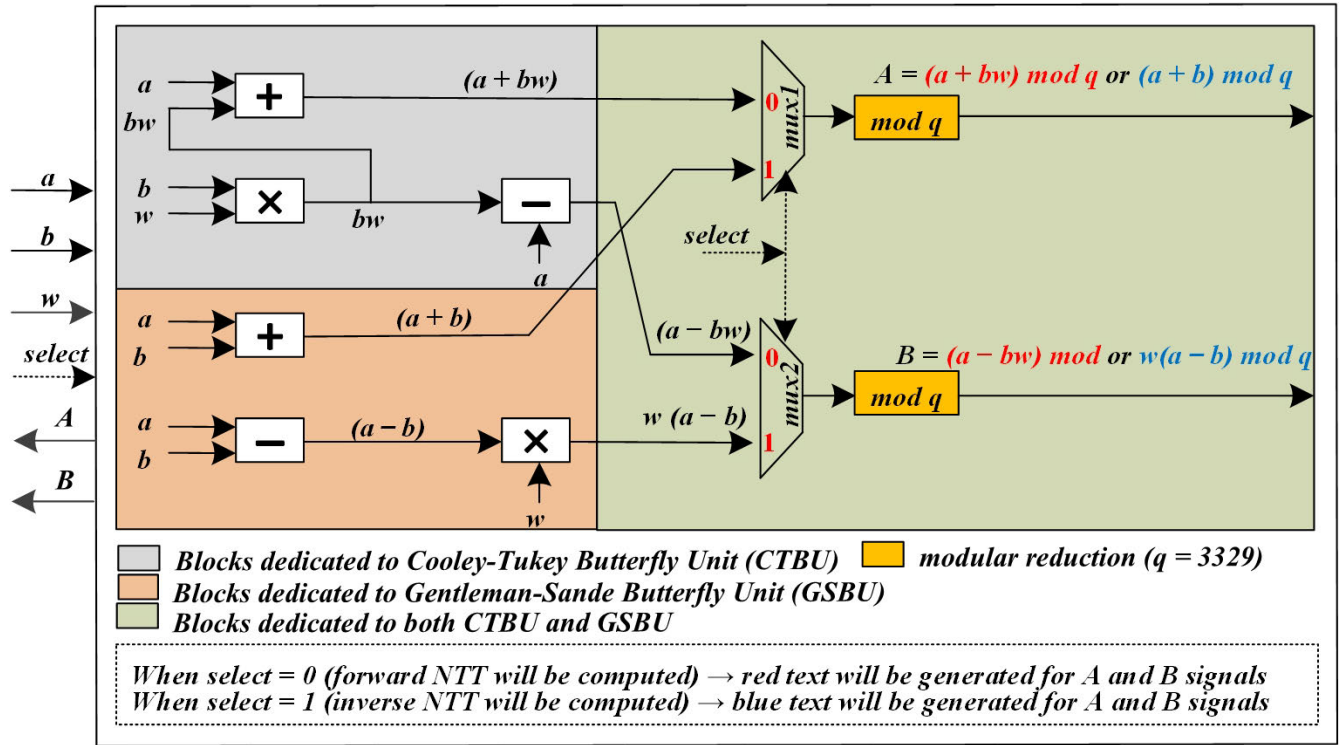 a
b
w
select
A
B
a
bw
+
(a + bw)
b
w
×
bw
−
a
a
b
+
(a + b)
a
b
−
(a − b)
×
w
0
1
mux1
select
(a − bw)
w (a − b)
0
1
mux2
A = (a + bw) mod q or (a + b) mod q
mod q
B = (a − bw) mod or w(a − b) mod q
mod q
Blocks dedicated to Cooley-Tukey Butterfly Unit (CTBU)
modular reduction (q = 3329)
Blocks dedicated to Gentleman-Sande Butterfly Unit (GSBU)
Blocks dedicated to both CTBU and GSBU
When select = 0 (forward NTT will be computed) → red text will be generated for A and B signals
When select = 1 (inverse NTT will be computed) → blue text will be generated for A and B signals